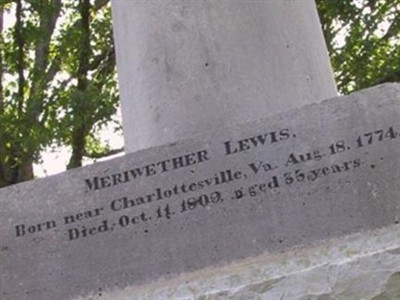 MERIWETHER LEWIS.
Born near Charlottesville, Va. Aug. 18, 1774.
Died, Oct. 11. 1809. aged 35, years